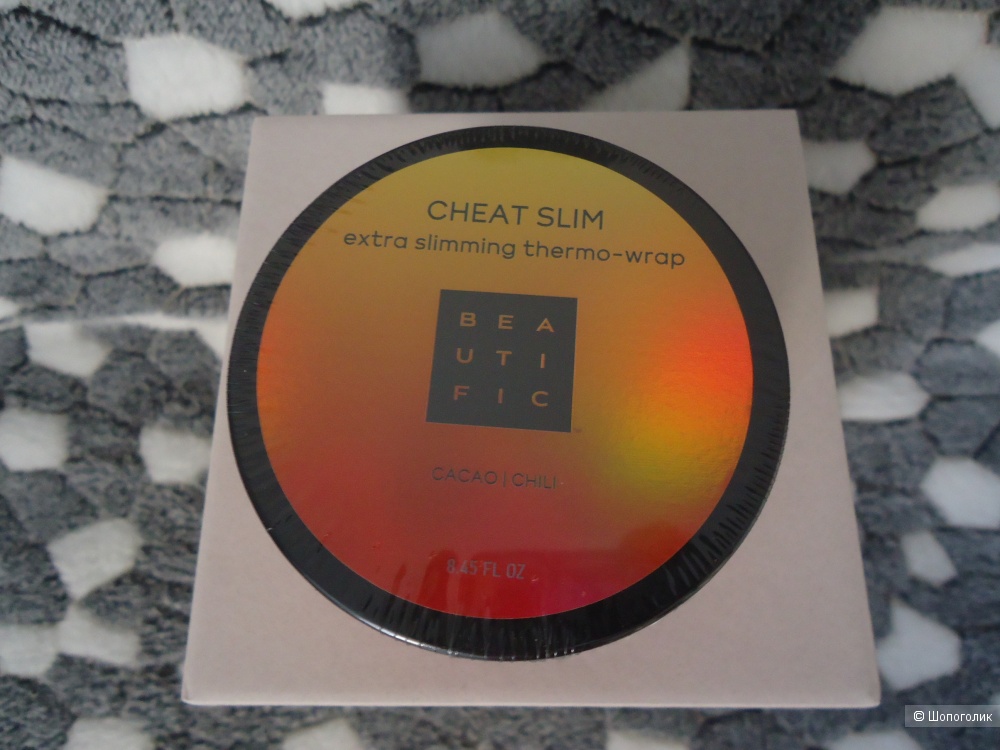 CHEAT SLIM
extra slimming thermo-wrap
BEA
UTI
FIC
CACAO | CHILI
8.45 FL OZ
© Шопоголик